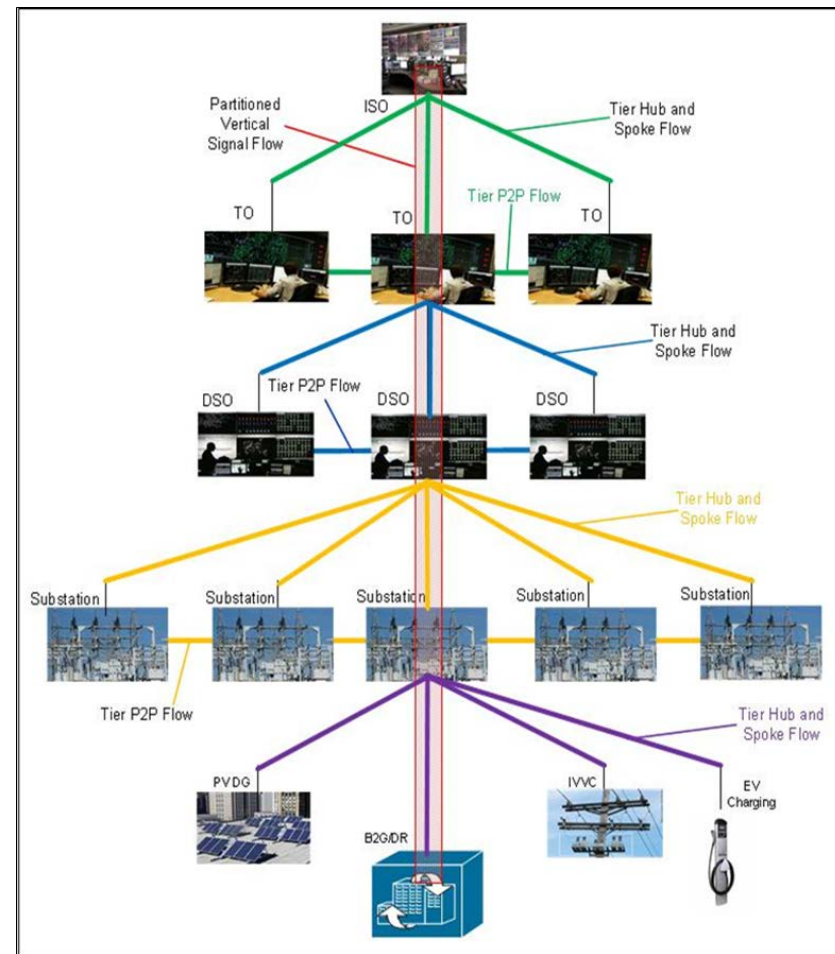 Partitioned
Vertical
Signal Flow
ISO
Tier Hub and
Spoke Flow
TO
TO
Tier P2P Flow
TO
Tier Hub and
Spoke Flow
DSO
Tier P2P Flow
DSO
DSO
Tier Hub and
Spoke Flow
Substation
Substation
Substation
Substation
Substation
Tier P2P Flow
Tier Hub and
Spoke Flow
PVDG
B2G/DR
IVVC
EV
Charging